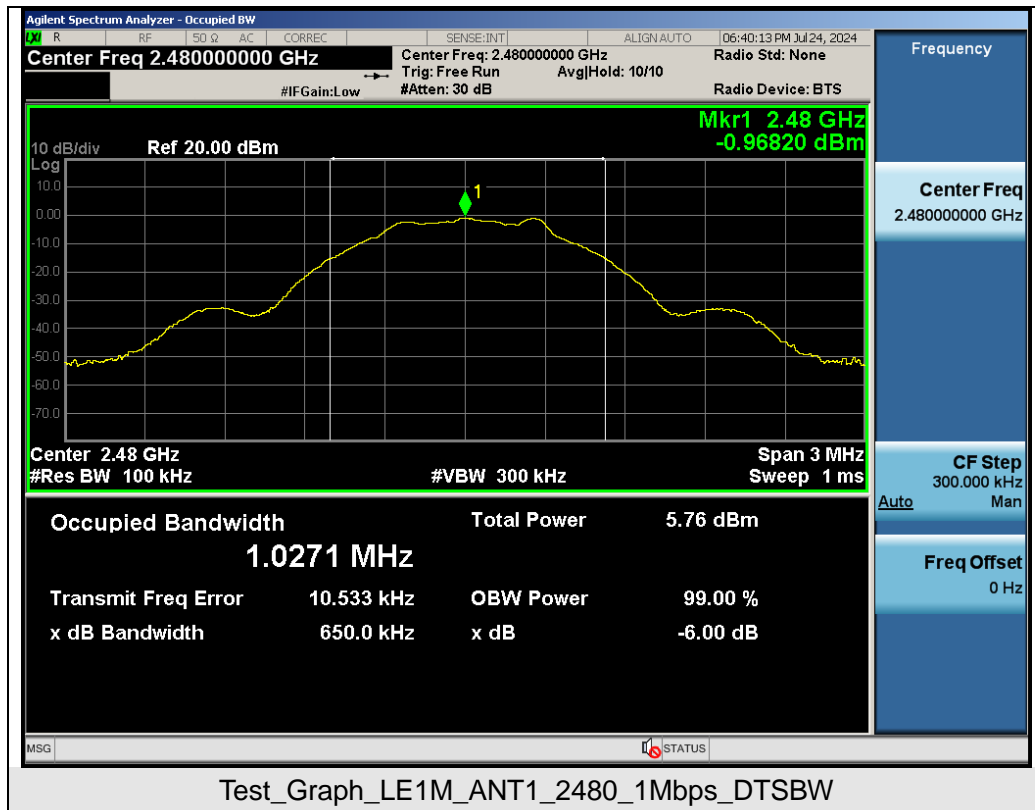 Agilent Spectrum Analyzer - Occupied BW
LXI R RF 50 Ω AC CORREC SENSE:INT ALIGN AUTO 06:40:13 PM Jul 24, 2024
Center Freq 2.480000000 GHz
Center Freq: 2.480000000 GHz Radio Std: None
Trig: Free Run Avg|Hold: 10/10
#IFGain:Low #Atten: 30 dB Radio Device: BTS
Frequency
Mkr1 2.48 GHz
-0.96820 dBm
10 dB/div Ref 20.00 dBm
Log
10.0
0.00
-10.0
-20.0
-30.0
-40.0
-50.0
-60.0
-70.0
1
Center 2.48 GHz Span 3 MHz
#Res BW 100 kHz #VBW 300 kHz Sweep 1 ms
Center Freq
2.480000000 GHz
CF Step
300.000 kHz
Auto Man
Freq Offset
0 Hz
Occupied Bandwidth Total Power 5.76 dBm
1.0271 MHz
Transmit Freq Error 10.533 kHz OBW Power 99.00 %
x dB Bandwidth 650.0 kHz x dB -6.00 dB
MSG STATUS
Test_Graph_LE1M_ANT1_2480_1Mbps_DTSBW